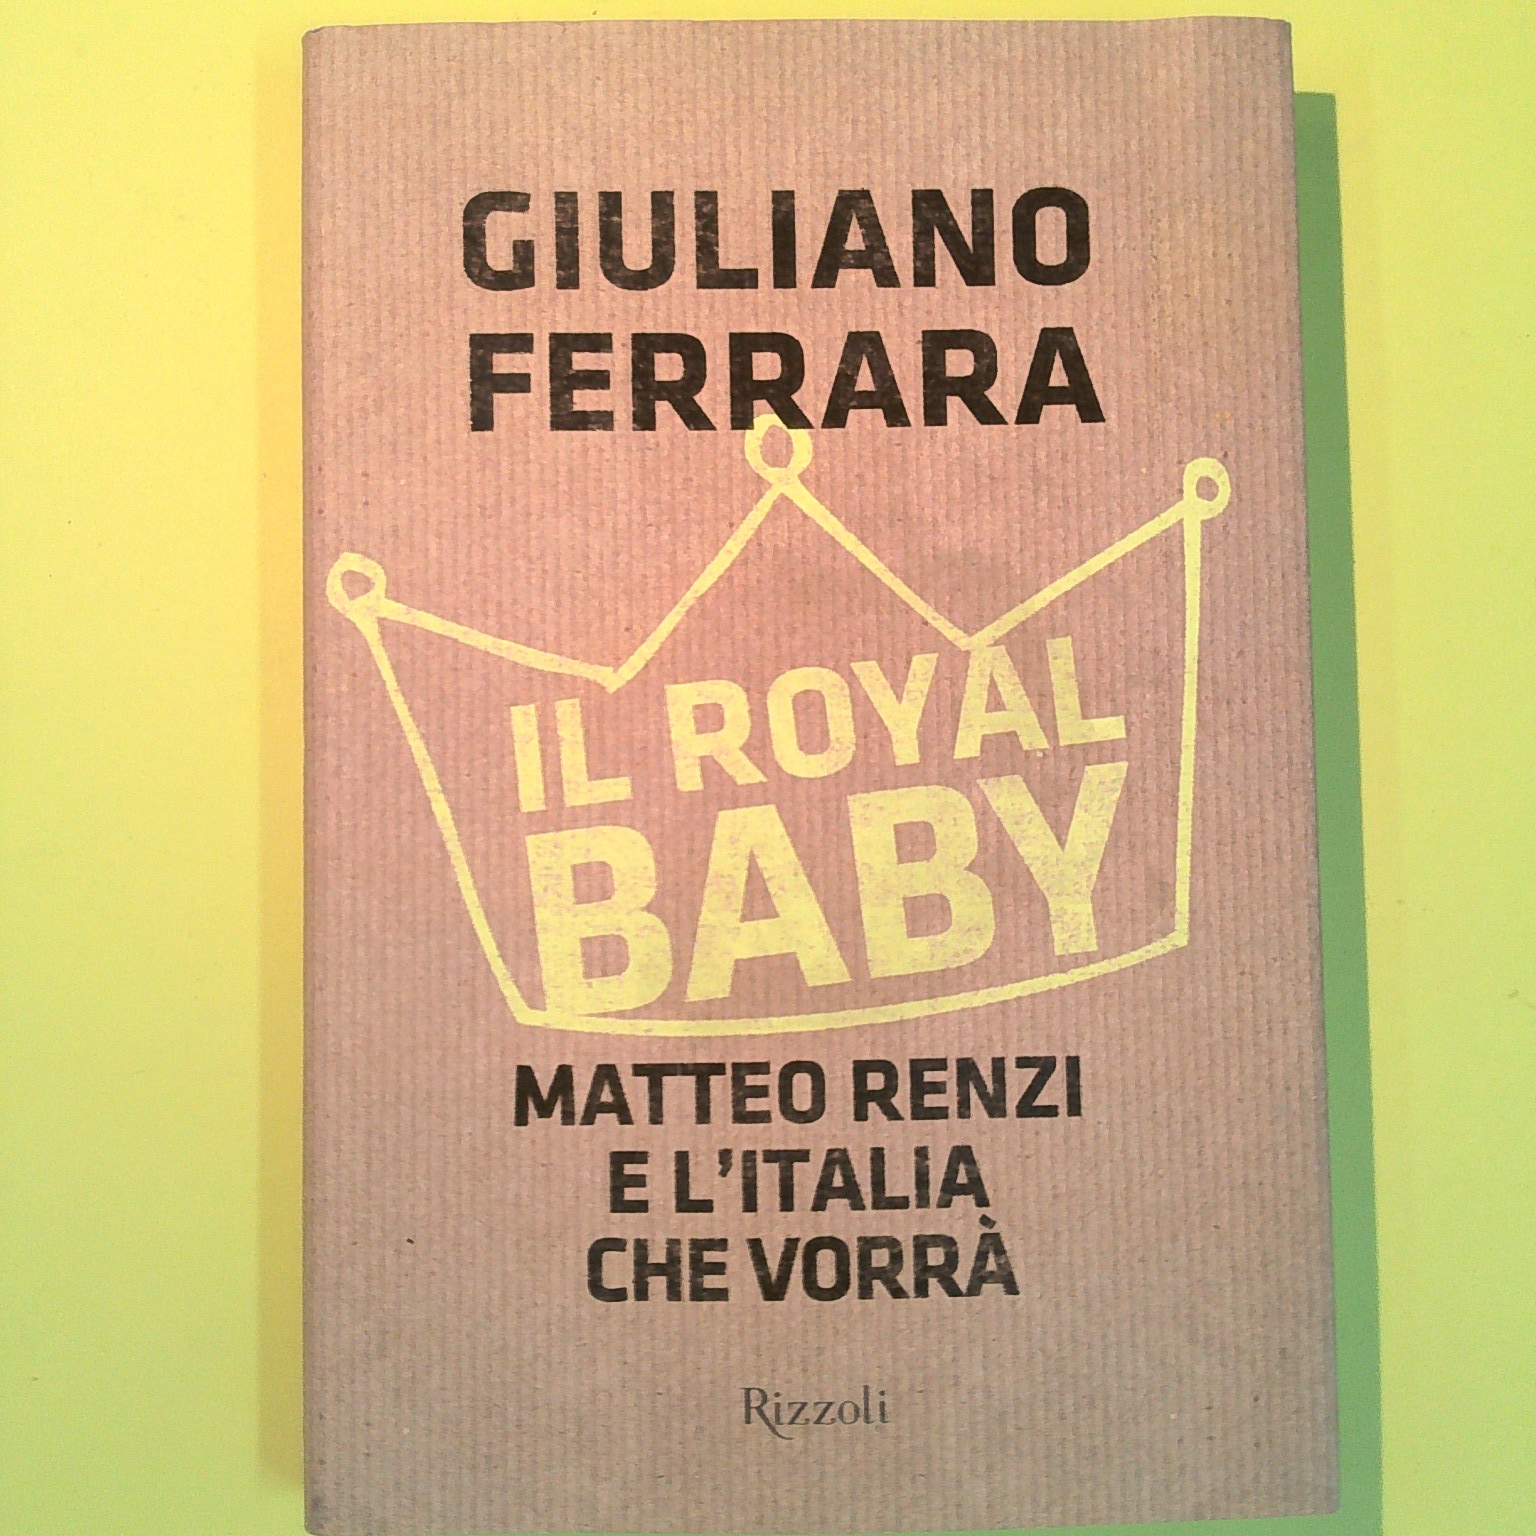 GIULIANO
FERRARA
IL ROYAL
BABY
MATTEO RENZI
E L'ITALIA
CHE VORRÀ
Rizzoli